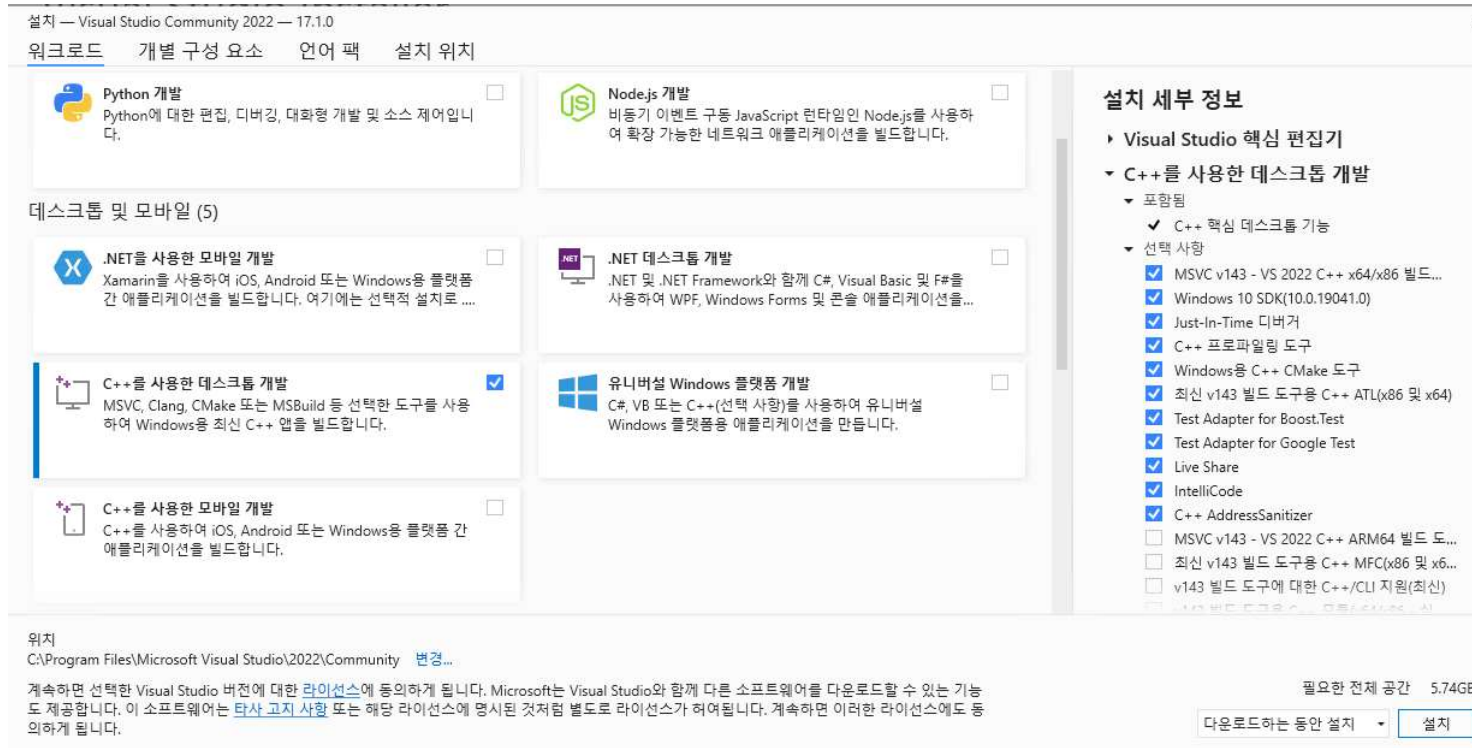 설치 — Visual Studio Community 2022 — 17.1.0
워크로드 개별 구성 요소 언어 팩 설치 위치
Python 개발
Python에 대한 편집, 디버깅, 대화형 개발 및 소스 제어입니
다.
Node.js 개발
비동기 이벤트 구동 JavaScript 런타임인 Node.js를 사용하
여 확장 가능한 네트워크 애플리케이션을 빌드합니다.
데스크톱 및 모바일 (5)
.NET을 사용한 모바일 개발
Xamarin을 사용하여 iOS, Android 또는 Windows용 플랫폼
간 애플리케이션을 빌드합니다. 여기에는 선택적 설치로 ....
.NET 데스크톱 개발
.NET 및 .NET Framework와 함께 C#, Visual Basic 및 F#을
사용하여 WPF, Windows Forms 및 콘솔 애플리케이션을...
C++를 사용한 데스크톱 개발
MSVC, Clang, CMake 또는 MSBuild 등 선택한 도구를 사용
하여 Windows용 최신 C++ 앱을 빌드합니다.
유니버설 Windows 플랫폼 개발
C#, VB 또는 C++(선택 사항)를 사용하여 유니버설
Windows 플랫폼용 애플리케이션을 만듭니다.
C++를 사용한 모바일 개발
C++를 사용하여 iOS, Android 또는 Windows용 플랫폼 간
애플리케이션을 빌드합니다.
설치 세부 정보
Visual Studio 핵심 편집기
C++를 사용한 데스크톱 개발
포함됨
C++ 핵심 데스크톱 기능
선택 사항
MSVC v143 - VS 2022 C++ x64/x86 빌드...
Windows 10 SDK(10.0.19041.0)
Just-In-Time 디버거
C++ 프로파일링 도구
Windows용 C++ CMake 도구
최신 v143 빌드 도구용 C++ ATL(x86 및 x64)
Test Adapter for Boost.Test
Test Adapter for Google Test
Live Share
IntelliCode
C++ AddressSanitizer
MSVC v143 - VS 2022 C++ ARM64 빌드 도...
최신 v143 빌드 도구용 C++ MFC(x86 및 x6...
v143 빌드 도구에 대한 C++/CLI 지원(최신)
위치
C:\Program Files\Microsoft Visual Studio\2022\Community 변경...
계속하면 선택한 Visual Studio 버전에 대한 라이선스에 동의하게 됩니다. Microsoft는 Visual Studio와 함께 다른 소프트웨어를 다운로드할 수 있는 기능
도 제공합니다. 이 소프트웨어는 타사 고지 사항 또는 해당 라이선스에 명시된 것처럼 별도로 라이선스가 허여됩니다. 계속하면 이러한 라이선스에도 동
의하게 됩니다.
필요한 전체 공간 5.74GB
다운로드하는 동안 설치 설치